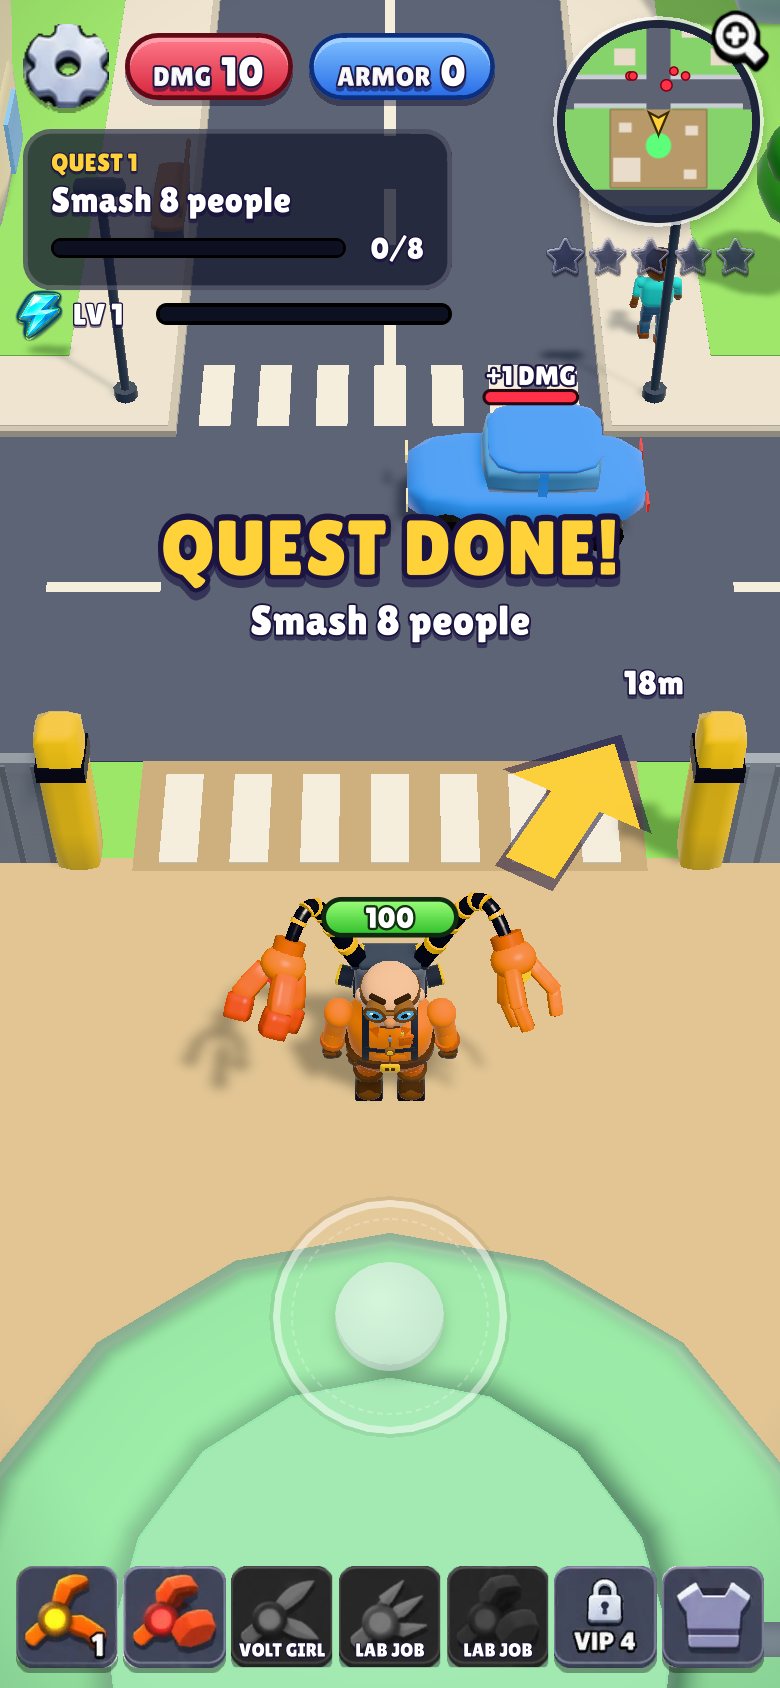 DMG 10
ARMOR 0
QUEST 1
Smash 8 people
0/8
LV 1
+1 DMG
QUEST DONE!
Smash 8 people
18m
100
1
VOLT GIRL
LAB JOB
LAB JOB
VIP 4